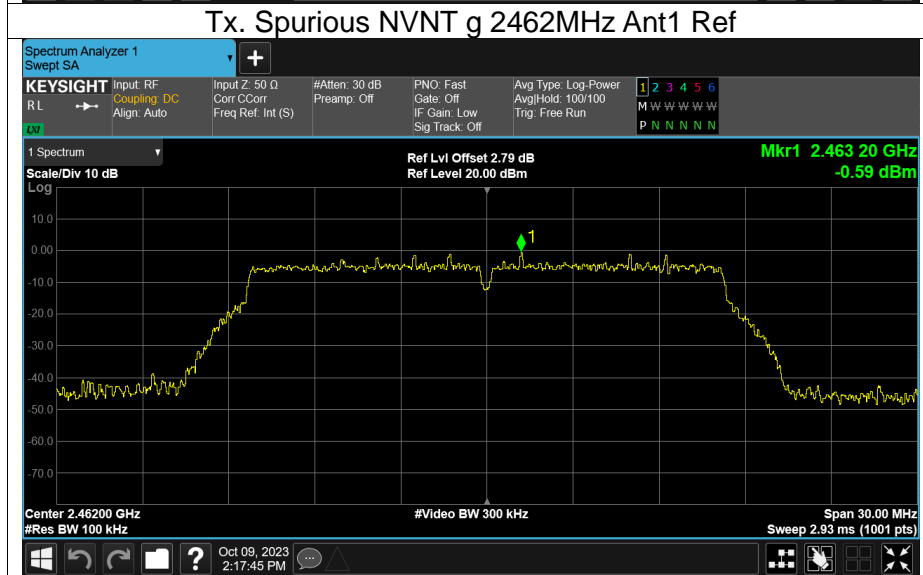 Tx. Spurious NVNT g 2462MHz Ant1 Ref
Spectrum Analyzer 1
Swept SA
+
KEYSIGHT
R L
LXI
Input: RF
Coupling: DC
Align: Auto
Input Z: 50 Ω
Corr CCorr
Freq Ref: Int (S)
#Atten: 30 dB
Preamp: Off
PNO: Fast
Gate: Off
IF Gain: Low
Sig Track: Off
Avg Type: Log-Power
Avg|Hold: 100/100
Trig: Free Run
1 2 3 4 5 6
M W W W W W
P N N N N N
1 Spectrum
Scale/Div 10 dB
Ref Lvl Offset 2.79 dB
Ref Level 20.00 dBm
Mkr1 2.463 20 GHz
-0.59 dBm
Log
10.0
0.00
-10.0
-20.0
-30.0
-40.0
-50.0
-60.0
-70.0
1
Center 2.46200 GHz
#Res BW 100 kHz
#Video BW 300 kHz
Span 30.00 MHz
Sweep 2.93 ms (1001 pts)
?
Oct 09, 2023
2:17:45 PM